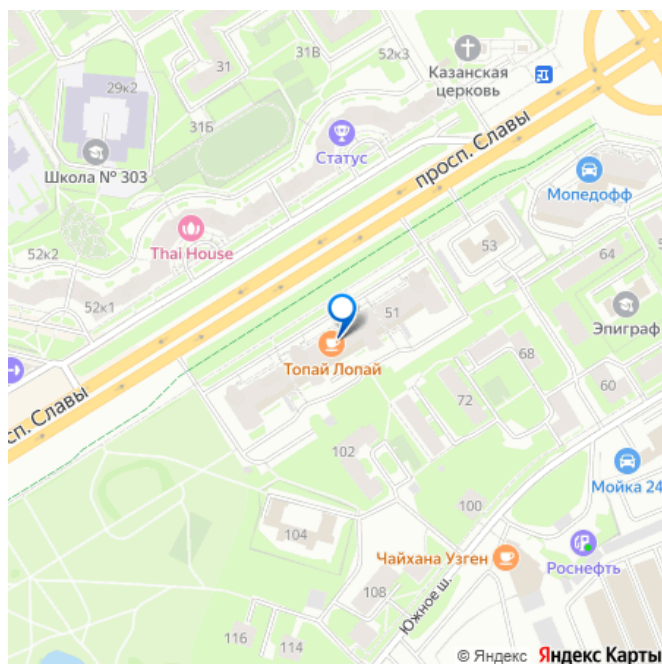 52к3
31В
31
Казанская
церковь
29к2
31Б
Статус
просп. Славы
Школа № 303
Мопедофф
52к2
Thai House
53
64
52к1
51
Эпиграф
Топай Лопай
68
60
72
сп. Славы
102
Мойка 24
100
104
Чайхана Узген
Роснефть
108
Южное ш.
116
114
© Яндекс Яндекс Карты